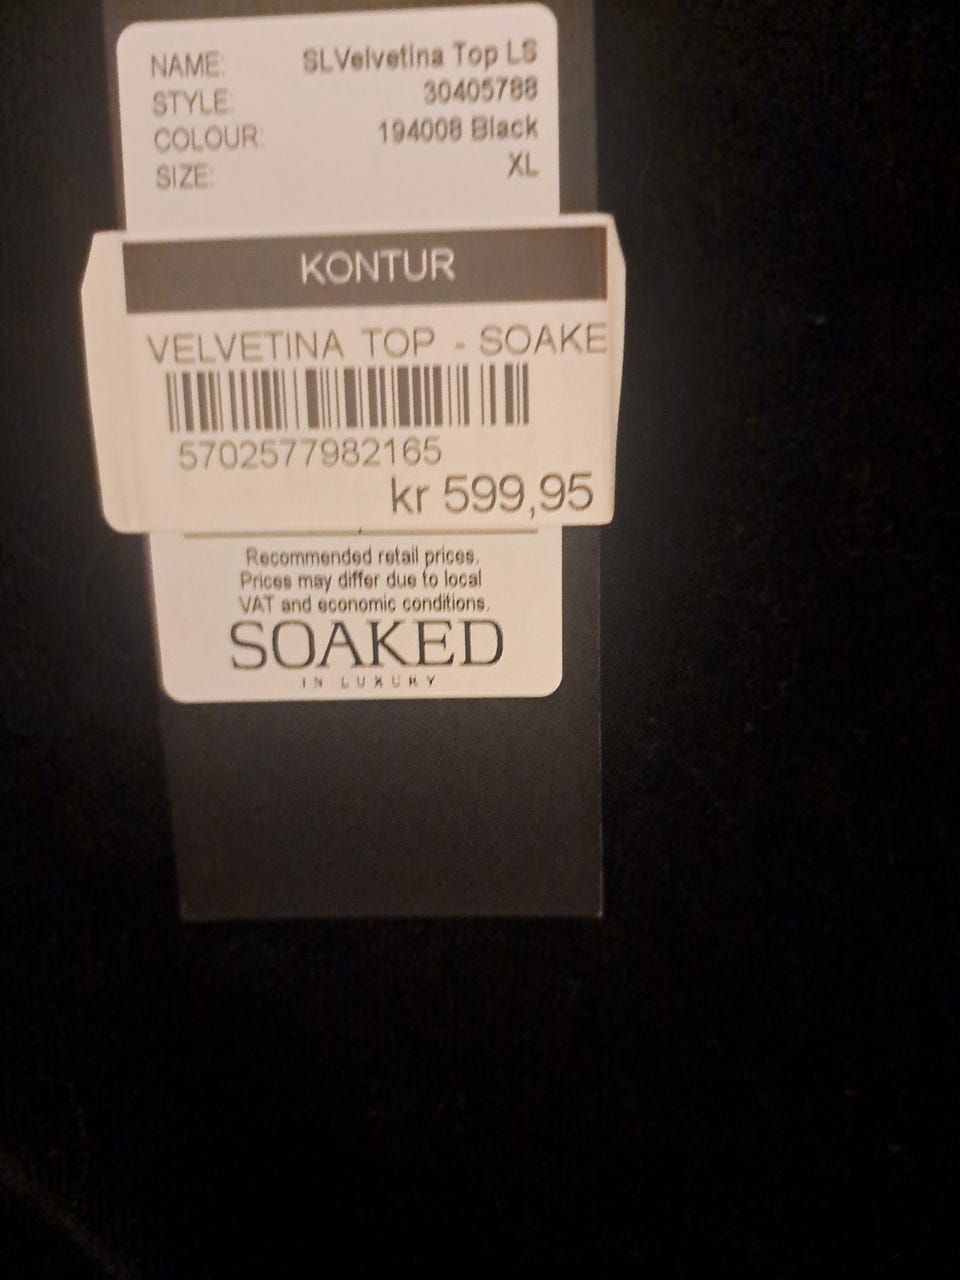 NAME: SLVelvetina Top LS
STYLE: 30405788
COLOUR: 194008 Black
SIZE: XL
KONTUR
VELVETINA TOP - SOAKE
5702577982165
kr 599,95
Recommended retail prices.
Prices may differ due to local
VAT and economic conditions.
SOAKED
IN LUXURY